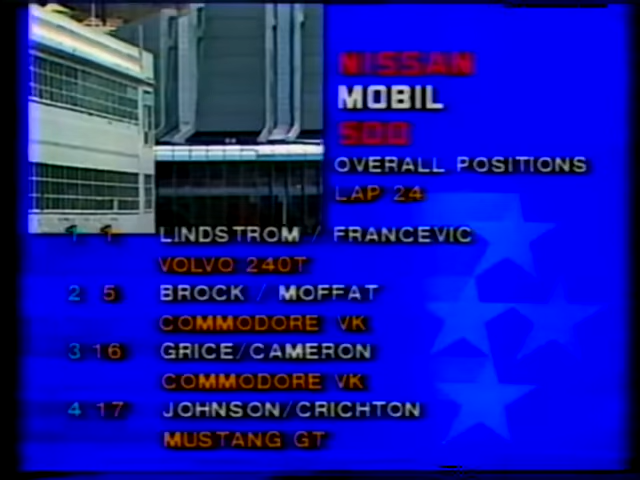 NISSAN
MOBIL
500
OVERALL POSITIONS
LAP 24
1 1 LINDSTROM / FRANCEVIC
VOLVO 240T
2 5 BROCK / MOFFAT
COMMODORE VK
3 16 GRICE/CAMERON
COMMODORE VK
4 17 JOHNSON/CRICHTON
MUSTANG GT